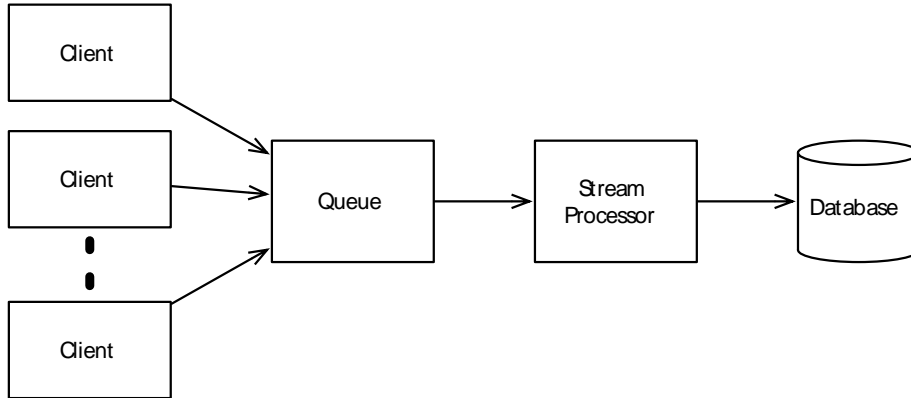 Client
Client
Queue
Stream
Processor
Database
Client